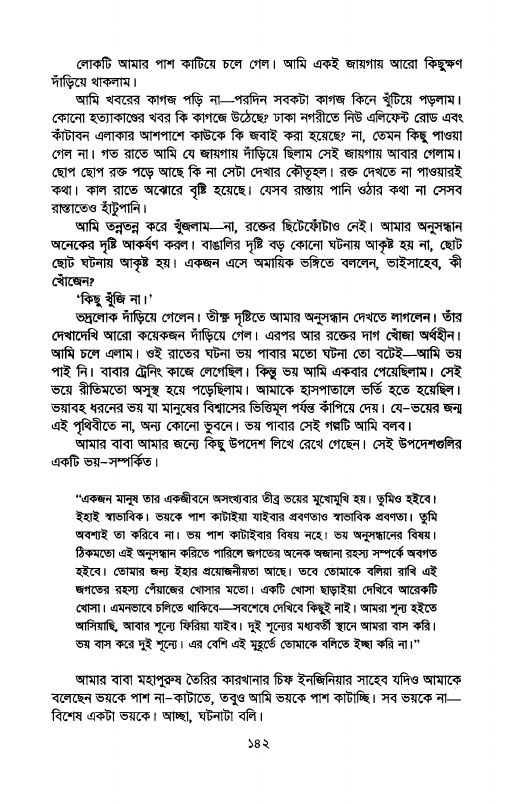 লোকটি আমার পাশ কাটিয়ে চলে গেল। আমি একই জায়গায় আরো কিছুক্ষণ
দাঁড়িয়ে থাকলাম।
আমি খবরের কাগজ পড়ি না—পরদিন সবকটা কাগজ কিনে খুঁটিয়ে পড়লাম।
কোনো হত্যাকাণ্ডের খবর কি কাগজে উঠেছে? ঢাকা নগরীতে নিউ এলিফেন্ট রোড এবং
কাঁটাবন এলাকার আশপাশে কাউকে কি জবাই করা হয়েছে? না, তেমন কিছু পাওয়া
গেল না। গত রাতে আমি যে জায়গায় দাঁড়িয়ে ছিলাম সেই জায়গায় আবার গেলাম।
ছোপ ছোপ রক্ত পড়ে আছে কি না সেটা দেখার কৌতূহল। রক্ত দেখতে না পাওয়ারই
কথা। কাল রাতে অঝোরে বৃষ্টি হয়েছে। যেসব রাস্তায় পানি ওঠার কথা না সেসব
রাস্তাতেও হাঁটুপানি।
আমি তন্নতন্ন করে খুঁজলাম—না, রক্তের ছিটেফোঁটাও নেই। আমার অনুসন্ধান
অনেকের দৃষ্টি আকর্ষণ করল। বাঙালির দৃষ্টি বড় কোনো ঘটনায় আকৃষ্ট হয় না, ছোট
ছোট ঘটনায় আকৃষ্ট হয়। একজন এসে অমায়িক ভঙ্গিতে বললেন, ভাইসাহেব, কী
খোঁজেন?
‘কিছু খুঁজি না।’
ভদ্রলোক দাঁড়িয়ে গেলেন। তীক্ষ্ণ দৃষ্টিতে আমার অনুসন্ধান দেখতে লাগলেন। তাঁর
দেখাদেখি আরো কয়েকজন দাঁড়িয়ে গেল। এরপর আর রক্তের দাগ খোঁজা অর্থহীন।
আমি চলে এলাম। ওই রাতের ঘটনা ভয় পাবার মতো ঘটনা তো বটেই—আমি ভয়
পাই নি। বাবার ট্রেনিং কাজে লেগেছিল। কিন্তু ভয় আমি একবার পেয়েছিলাম। সেই
ভয়ে রীতিমতো অসুস্থ হয়ে পড়েছিলাম। আমাকে হাসপাতালে ভর্তি হতে হয়েছিল।
ভয়াবহ ধরনের ভয় যা মানুষের বিশ্বাসের ভিত্তিমূল পর্যন্ত কাঁপিয়ে দেয়। যে-ভয়ের জন্ম
এই পৃথিবীতে না, অন্য কোনো ভুবনে। ভয় পাবার সেই গল্পটি আমি বলব।
আমার বাবা আমার জন্যে কিছু উপদেশ লিখে রেখে গেছেন। সেই উপদেশগুলির
একটি ভয়-সম্পর্কিত।
“একজন মানুষ তার একজীবনে অসংখ্যবার তীব্র ভয়ের মুখোমুখি হয়। তুমিও হইবে।
ইহাই স্বাভাবিক। ভয়কে পাশ কাটাইয়া যাইবার প্রবণতাও স্বাভাবিক প্রবণতা। তুমি
অবশ্যই তা করিবে না। ভয় পাশ কাটাইবার বিষয় নহে। ভয় অনুসন্ধানের বিষয়।
ঠিকমতো এই অনুসন্ধান করিতে পারিলে জগতের অনেক অজানা রহস্য সম্পর্কে অবগত
হইবে। তোমার জন্য ইহার প্রয়োজনীয়তা আছে। তবে তোমাকে বলিয়া রাখি এই
জগতের রহস্য পেঁয়াজের খোসার মতো। একটি খোসা ছাড়াইয়া দেখিবে আরেকটি
খোসা। এমনভাবে চলিতে থাকিবে—সবশেষে দেখিবে কিছুই নাই। আমরা শূন্য হইতে
আসিয়াছি, আবার শূন্যে ফিরিয়া যাইব। দুই শূন্যের মধ্যবর্তী স্থানে আমরা বাস করি।
ভয় বাস করে দুই শূন্যে। এর বেশি এই মুহূর্তে তোমাকে বলিতে ইচ্ছা করি না।”
আমার বাবা মহাপুরুষ তৈরির কারখানার চিফ ইনজিনিয়ার সাহেব যদিও আমাকে
বলেছেন ভয়কে পাশ না-কাটাতে, তবুও আমি ভয়কে পাশ কাটাচ্ছি। সব ভয়কে না—
বিশেষ একটা ভয়কে। আচ্ছা, ঘটনাটা বলি।
১৪২